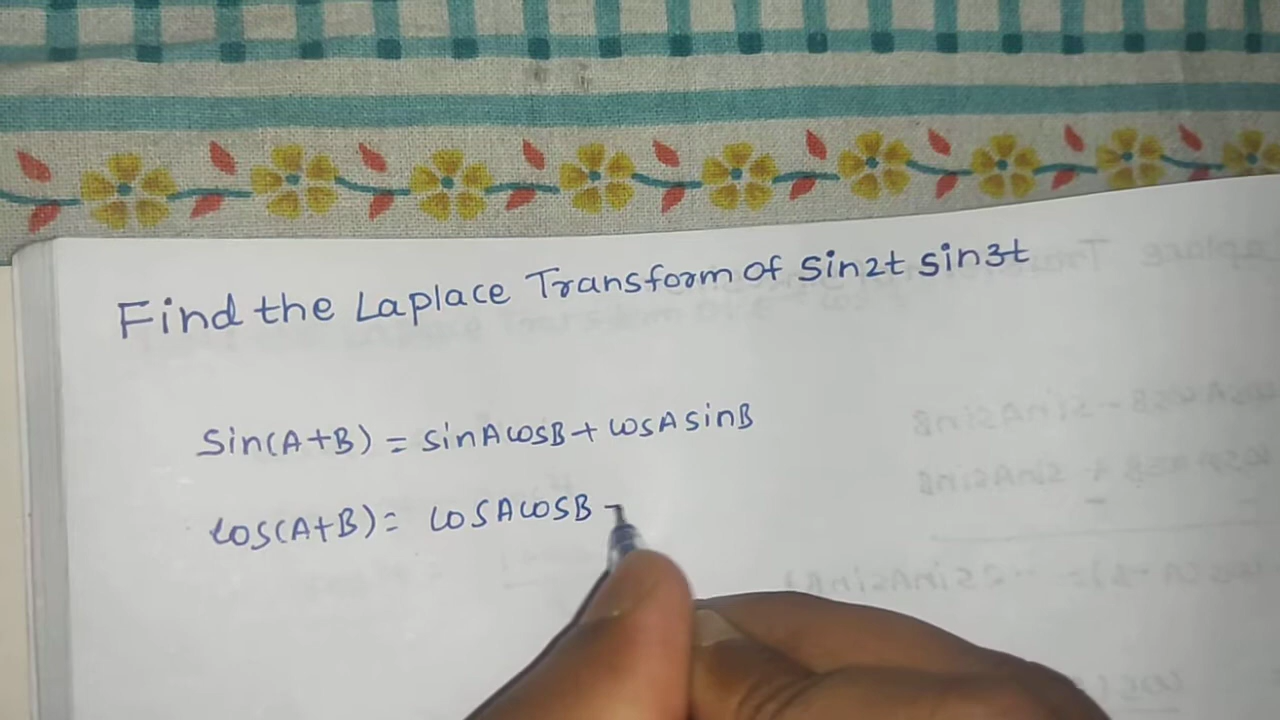 Find the Laplace Transform of Sin2t sin3t
Sin(A+B) = sinAcosB + cosAsinB
cos(A+B) = cosAcosB -